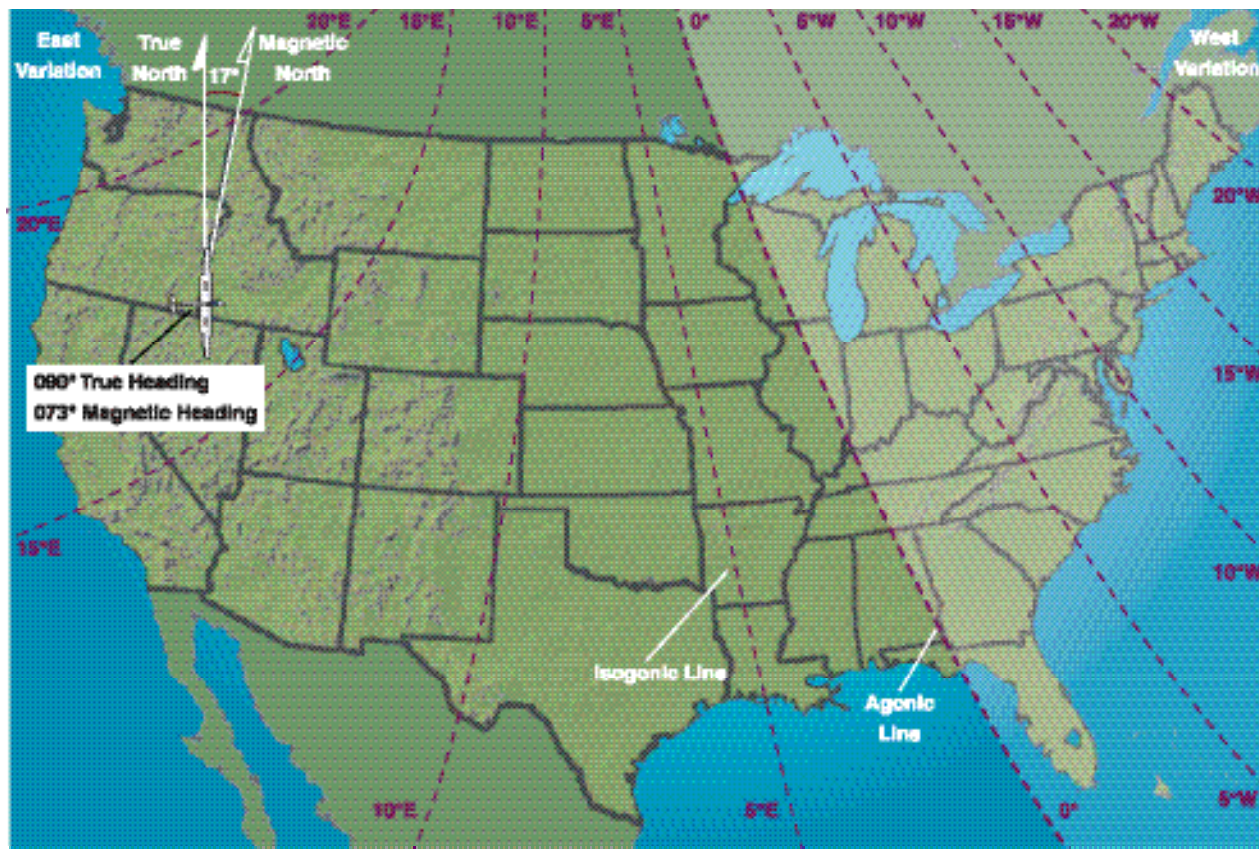 20°E 15°E 10°E 5°E 0° 5°W 10°W 15°W 20°W
East
Variation
True
North
17°
Magnetic
North
West
Variation
20°E
20°W
090° True Heading
073° Magnetic Heading
15°W
15°E
10°W
Isogonic Line
Agonic
Line
10°E
5°E
0°
5°W